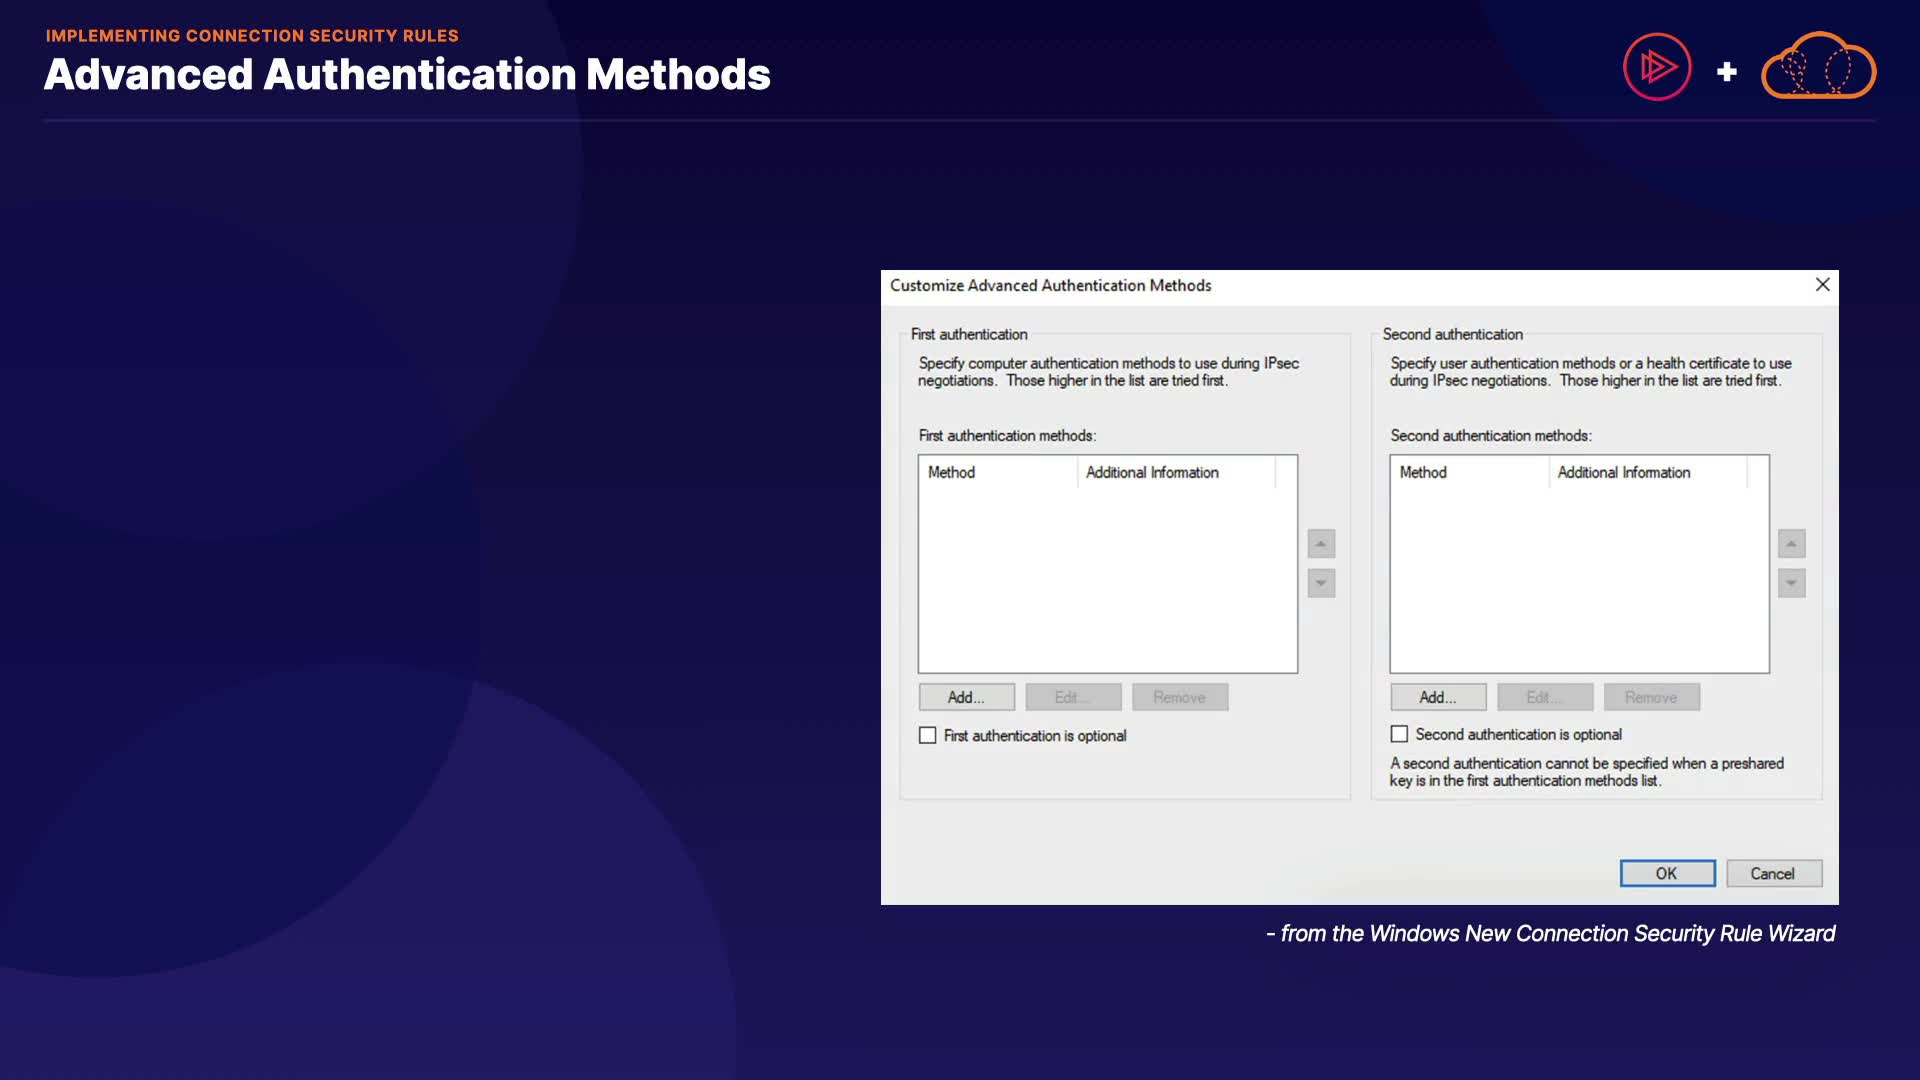 IMPLEMENTING CONNECTION SECURITY RULES
Advanced Authentication Methods
Customize Advanced Authentication Methods
First authentication
Specify computer authentication methods to use during IPsec
negotiations.  Those higher in the list are tried first.
First authentication methods:
Method Additional Information
Add... Edit... Remove
First authentication is optional
Second authentication
Specify user authentication methods or a health certificate to use
during IPsec negotiations.  Those higher in the list are tried first.
Second authentication methods:
Method Additional Information
Add... Edit... Remove
Second authentication is optional
A second authentication cannot be specified when a preshared
key is in the first authentication methods list.
OK Cancel
- from the Windows New Connection Security Rule Wizard